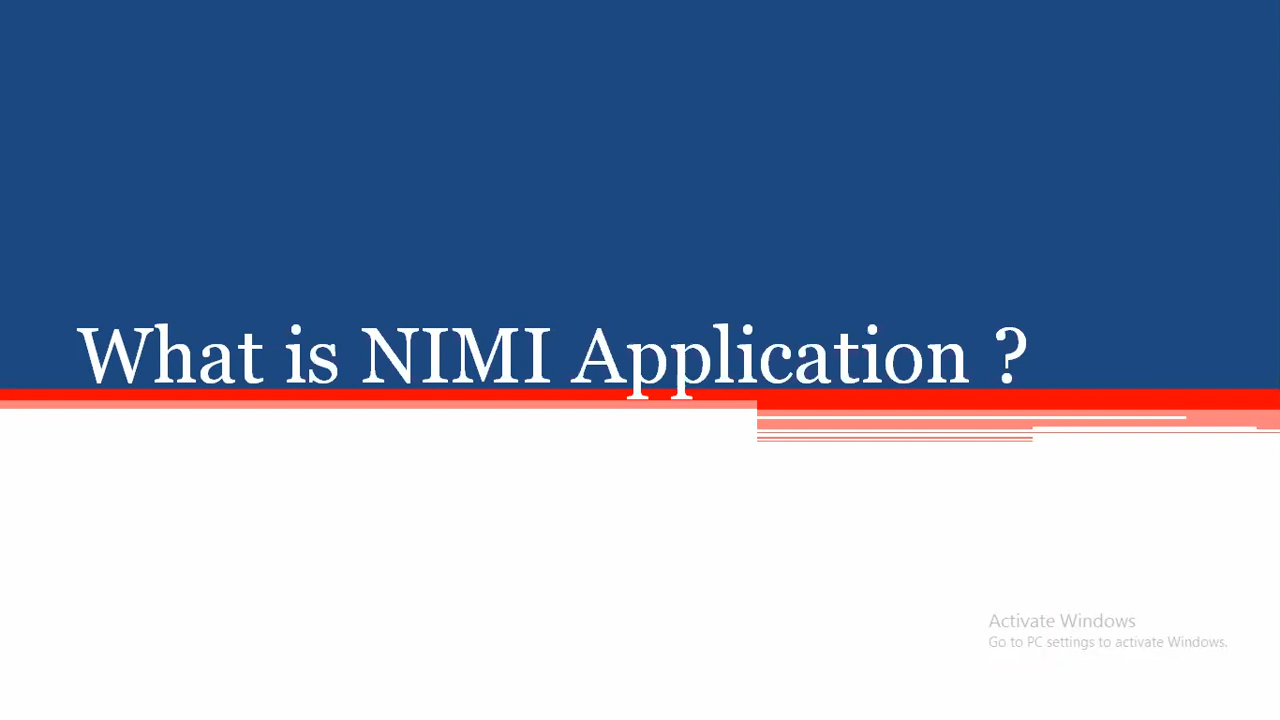 What is NIMI Application ?
Activate Windows
Go to PC settings to activate Windows.